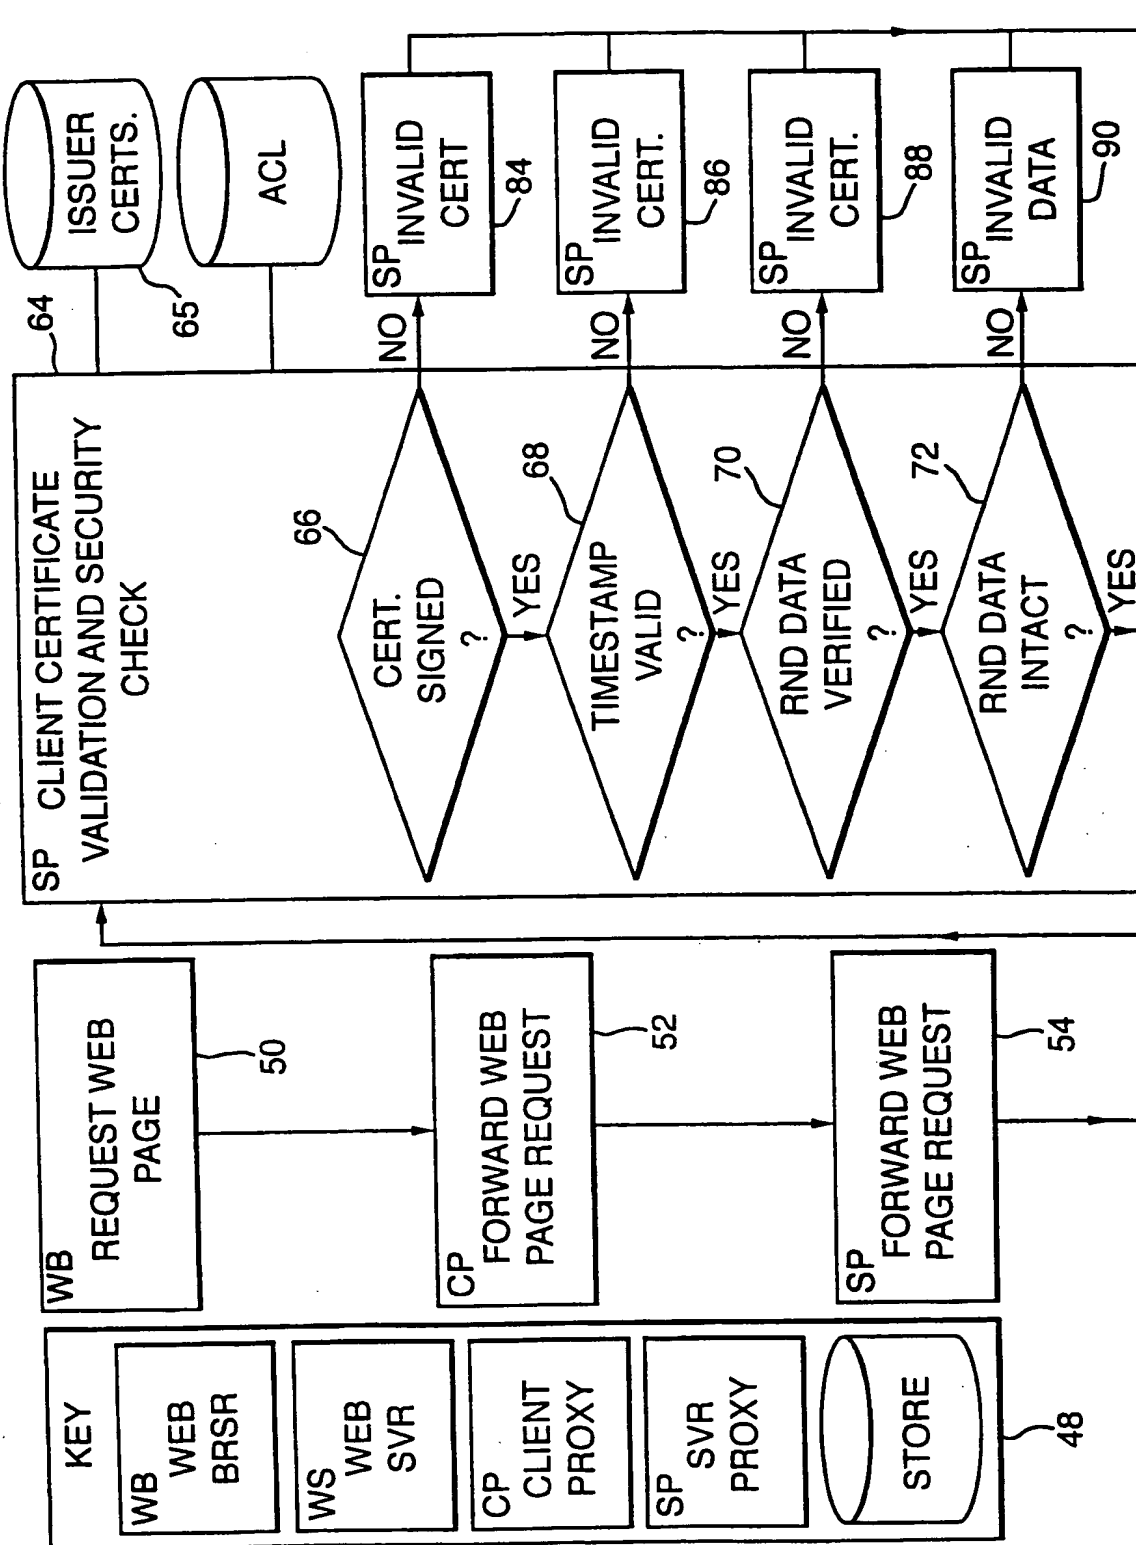 KEY
WB
WEB
BRSR
WS
WEB
SVR
CP
CLIENT
PROXY
SP
SVR
PROXY
STORE
48
WB
REQUEST WEB
PAGE
50
CP
FORWARD WEB
PAGE REQUEST
52
SP
FORWARD WEB
PAGE REQUEST
54
SP CLIENT CERTIFICATE
VALIDATION AND SECURITY
CHECK
64
ISSUER
CERTS.
65
ACL
66
CERT.
SIGNED
?
YES
NO
SP
INVALID
CERT
84
68
TIMESTAMP
VALID
?
YES
NO
SP
INVALID
CERT.
86
70
RND DATA
VERIFIED
?
YES
NO
SP
INVALID
CERT.
88
72
RND DATA
INTACT
?
YES
NO
SP
INVALID
DATA
90